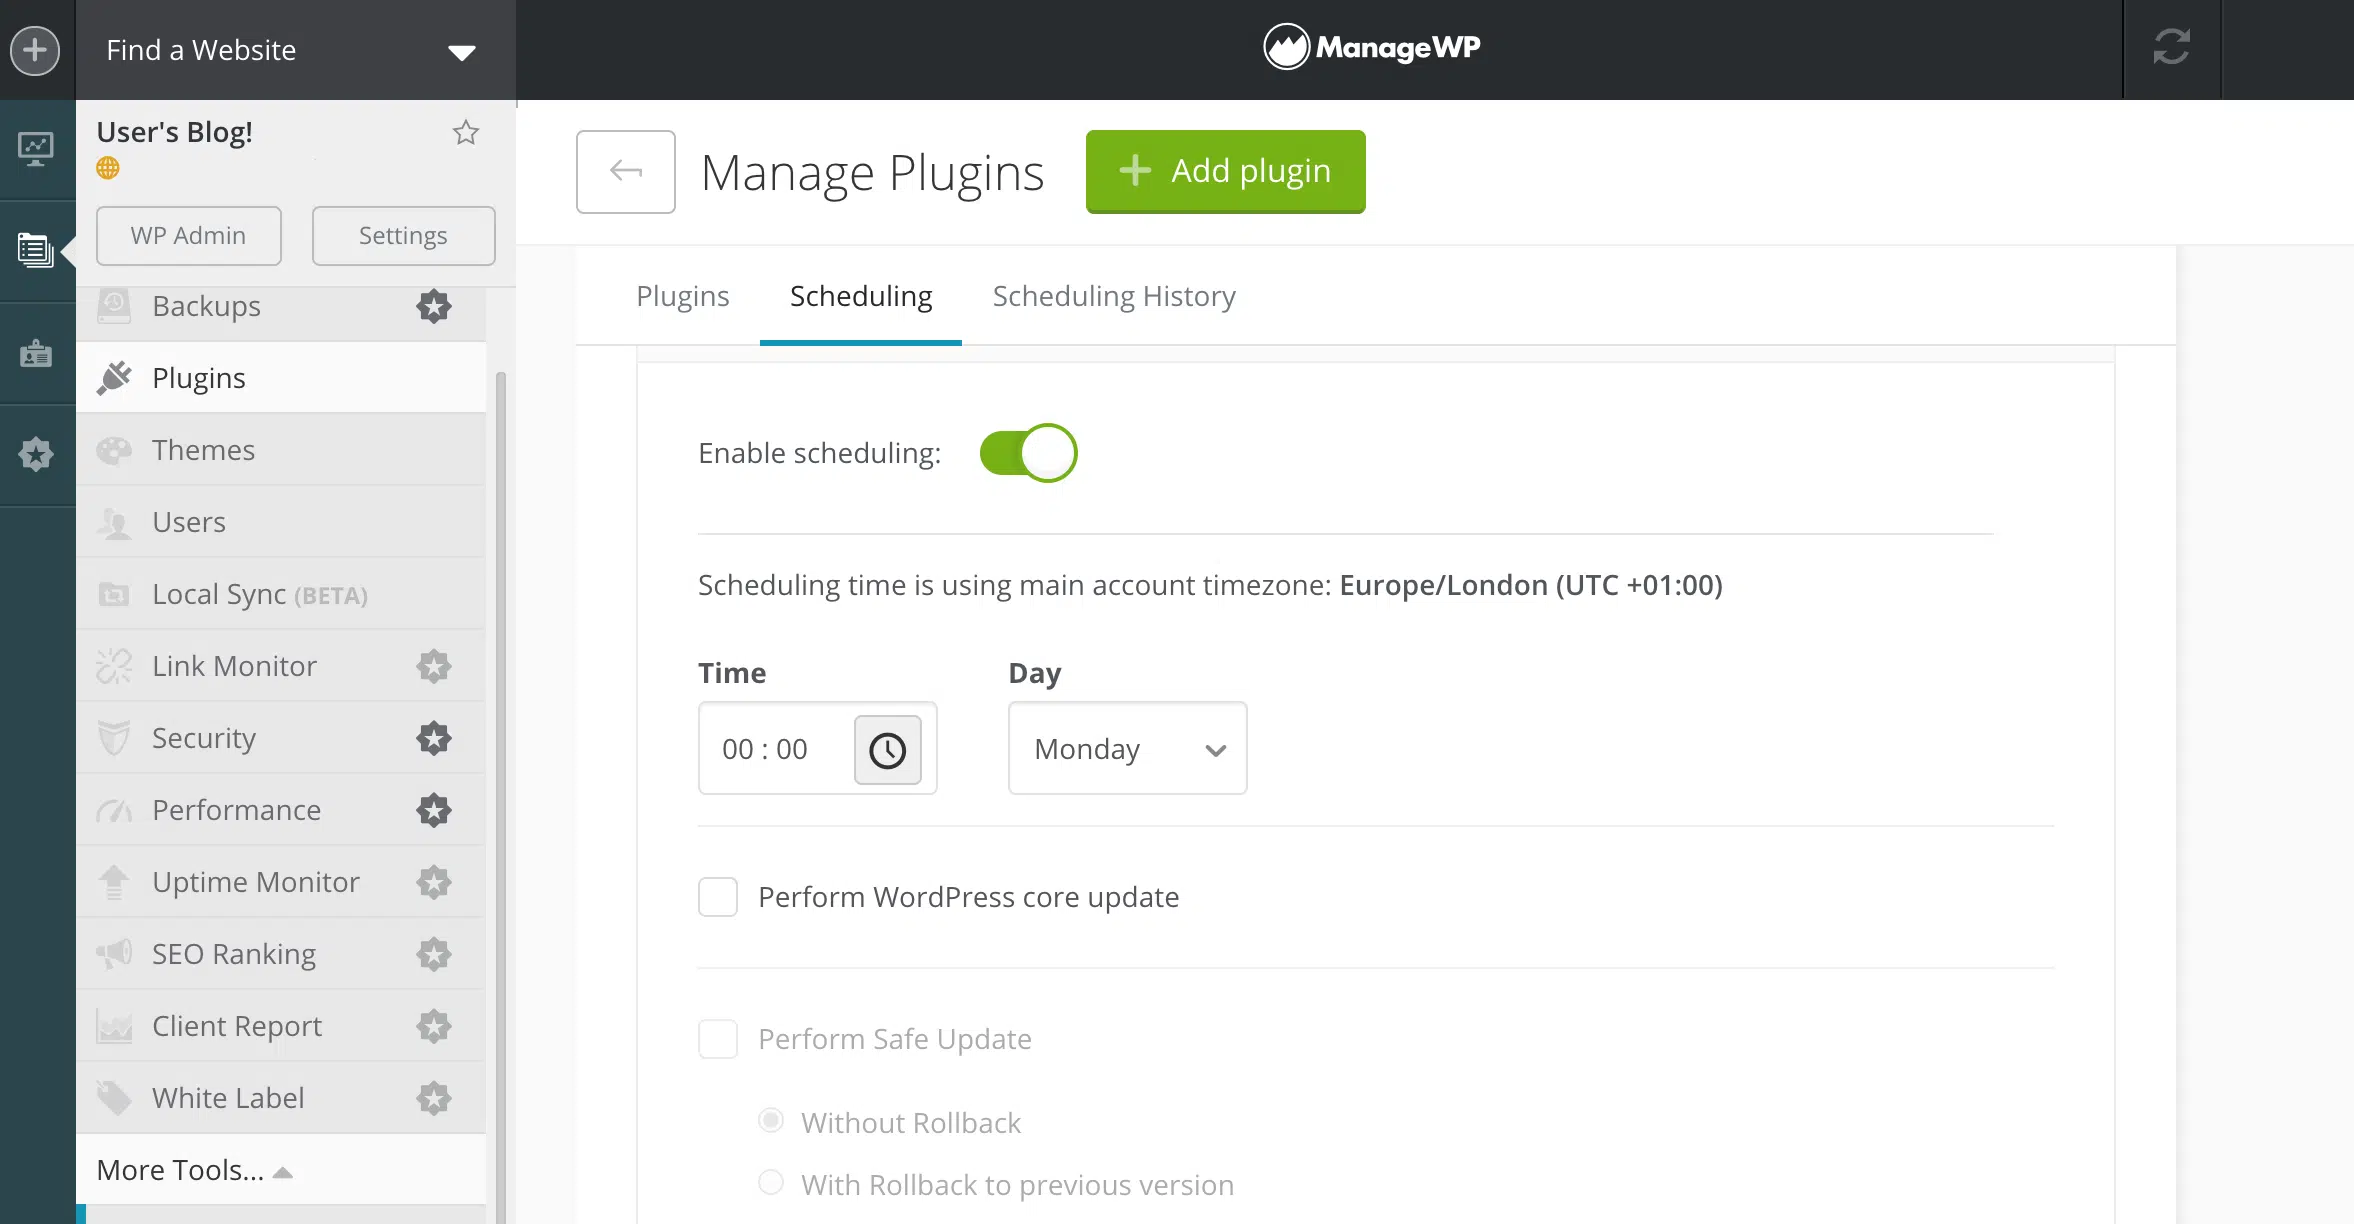 Find a Website
ManageWP
User's Blog!
WP Admin
Settings
Backups
Plugins
Themes
Users
Local Sync (BETA)
Link Monitor
Security
Performance
Uptime Monitor
SEO Ranking
Client Report
White Label
More Tools...
Manage Plugins
Add plugin
Plugins
Scheduling
Scheduling History
Enable scheduling:
Scheduling time is using main account timezone: Europe/London (UTC +01:00)
Time
Day
00 : 00
Monday
Perform WordPress core update
Perform Safe Update
Without Rollback
With Rollback to previous version